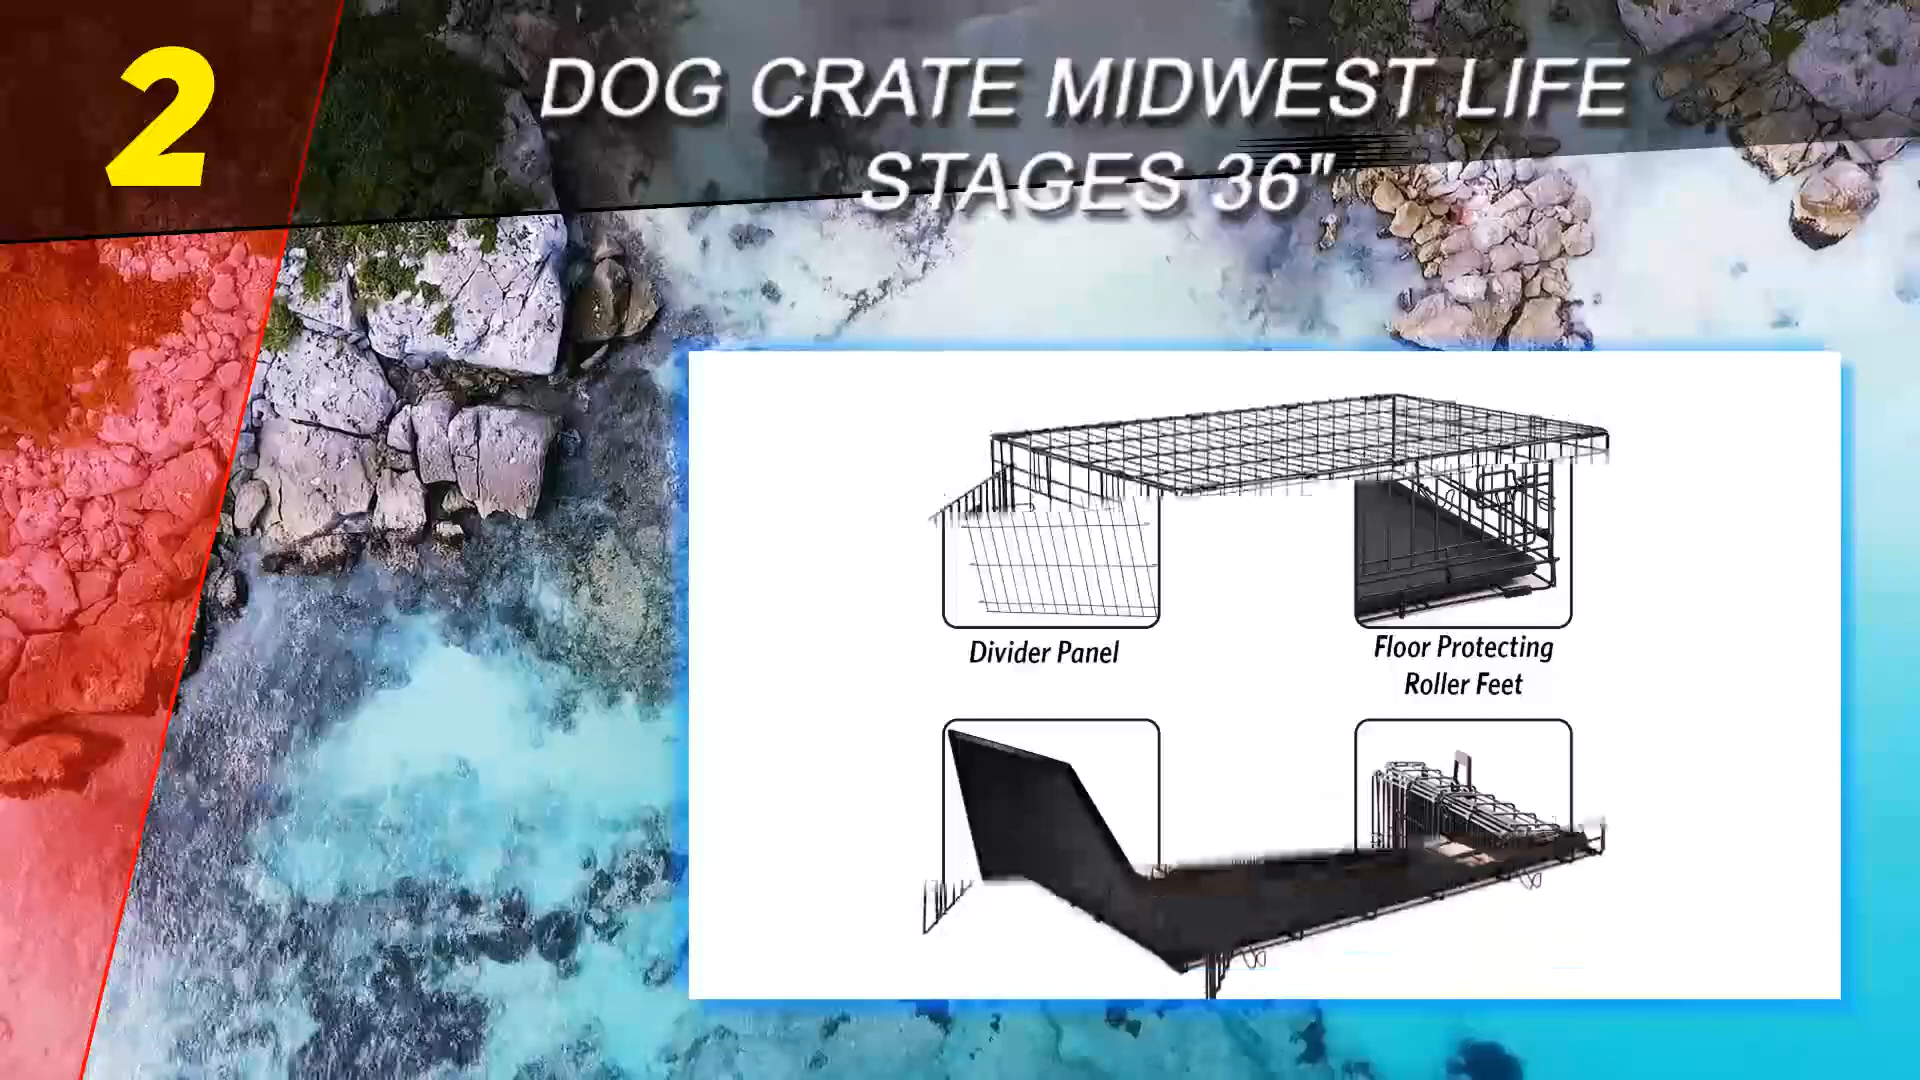 2
DOG CRATE MIDWEST LIFE
STAGES 36"
Divider Panel
Floor Protecting
Roller Feet